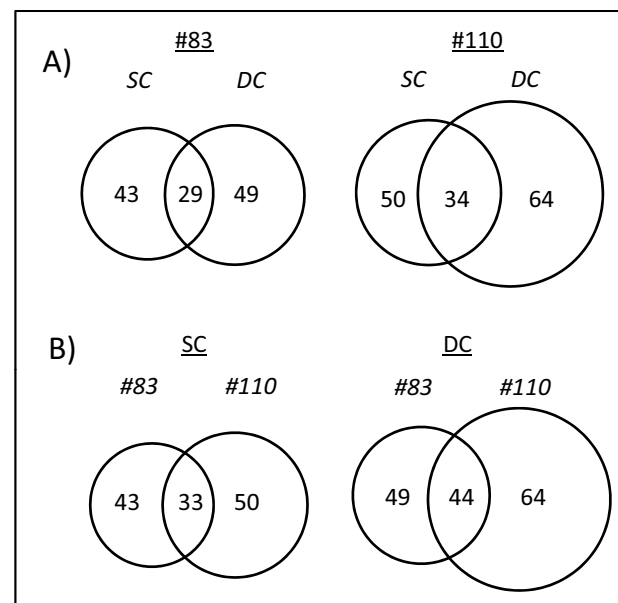 A)
#83
#110
SC DC
SC DC
43 29 49
50 34 64
B)
SC
DC
#83 #110
#83 #110
43 33 50
49 44 64